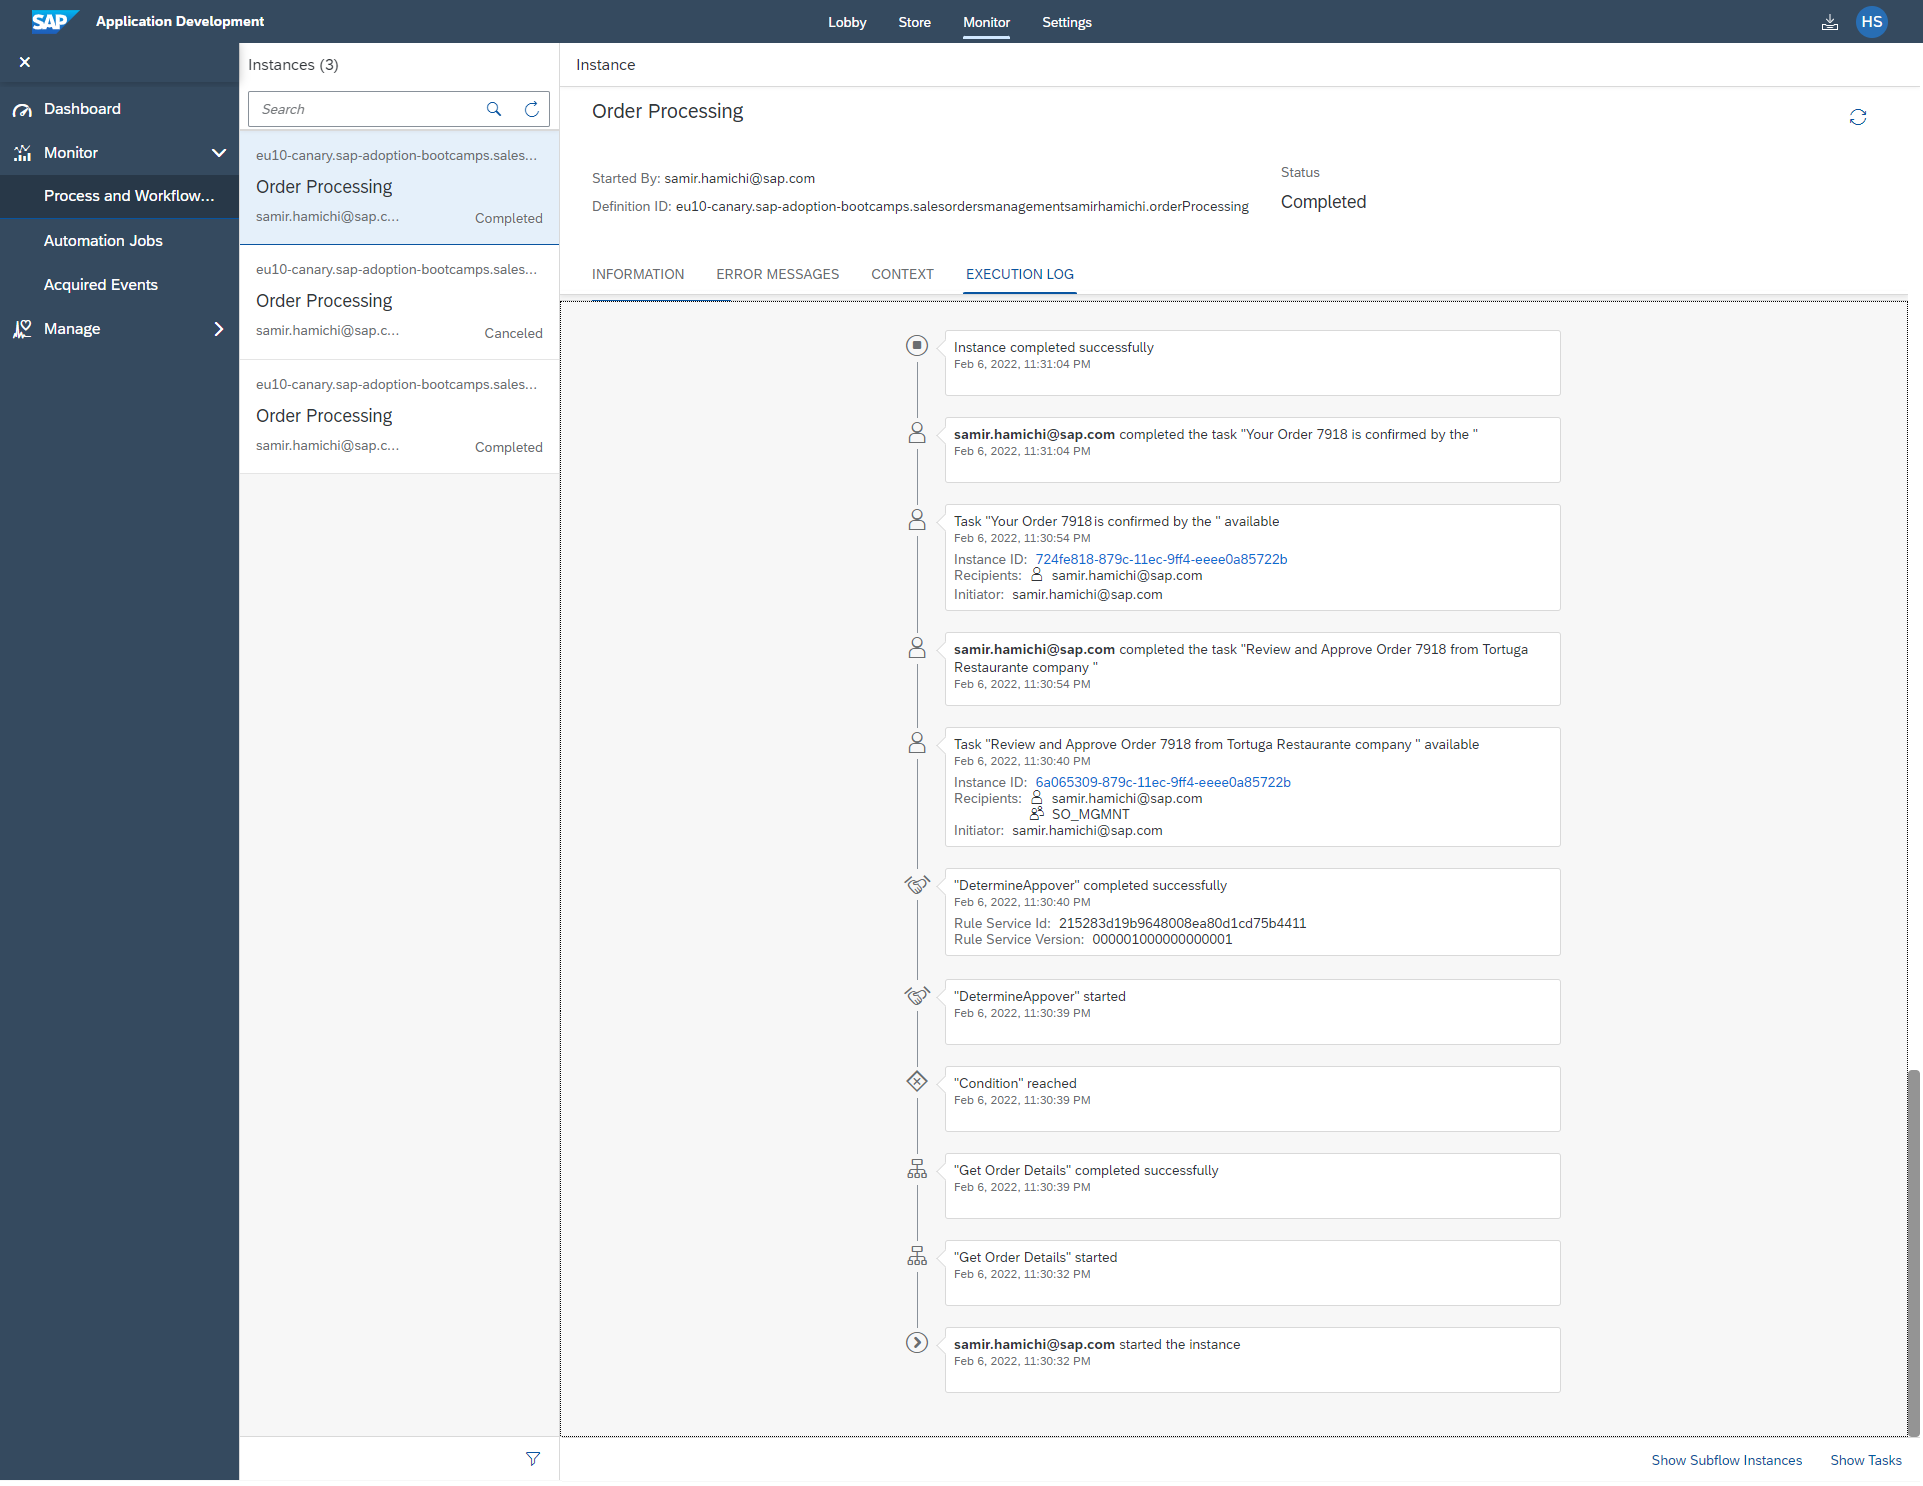 SAP Application Development
Lobby Store Monitor Settings
HS
Dashboard
Monitor
Process and Workflow...
Automation Jobs
Acquired Events
Manage
Instances (3)
Search
eu10-canary.sap-adoption-bootcamps.sales...
Order Processing
samir.hamichi@sap.c... Completed
eu10-canary.sap-adoption-bootcamps.sales...
Order Processing
samir.hamichi@sap.c... Canceled
eu10-canary.sap-adoption-bootcamps.sales...
Order Processing
samir.hamichi@sap.c... Completed
Instance
Order Processing
Started By: samir.hamichi@sap.com
Definition ID: eu10-canary.sap-adoption-bootcamps.salesordersmanagementsamirhamichi.orderProcessing
Status
Completed
INFORMATION ERROR MESSAGES CONTEXT EXECUTION LOG
Instance completed successfully
Feb 6, 2022, 11:31:04 PM
samir.hamichi@sap.com completed the task "Your Order 7918 is confirmed by the "
Feb 6, 2022, 11:31:04 PM
Task "Your Order 7918 is confirmed by the " available
Feb 6, 2022, 11:30:54 PM
Instance ID: 724fe818-879c-11ec-9ff4-eeee0a85722b
Recipients: samir.hamichi@sap.com
Initiator: samir.hamichi@sap.com
samir.hamichi@sap.com completed the task "Review and Approve Order 7918 from Tortuga
Restaurante company "
Feb 6, 2022, 11:30:54 PM
Task "Review and Approve Order 7918 from Tortuga Restaurante company " available
Feb 6, 2022, 11:30:40 PM
Instance ID: 6a065309-879c-11ec-9ff4-eeee0a85722b
Recipients: samir.hamichi@sap.com
SO_MGMNT
Initiator: samir.hamichi@sap.com
"DetermineAppover" completed successfully
Feb 6, 2022, 11:30:40 PM
Rule Service Id: 215283d19b9648008ea80d1cd75b4411
Rule Service Version: 000001000000000001
"DetermineAppover" started
Feb 6, 2022, 11:30:39 PM
"Condition" reached
Feb 6, 2022, 11:30:39 PM
"Get Order Details" completed successfully
Feb 6, 2022, 11:30:39 PM
"Get Order Details" started
Feb 6, 2022, 11:30:32 PM
samir.hamichi@sap.com started the instance
Feb 6, 2022, 11:30:32 PM
Show Subflow Instances Show Tasks